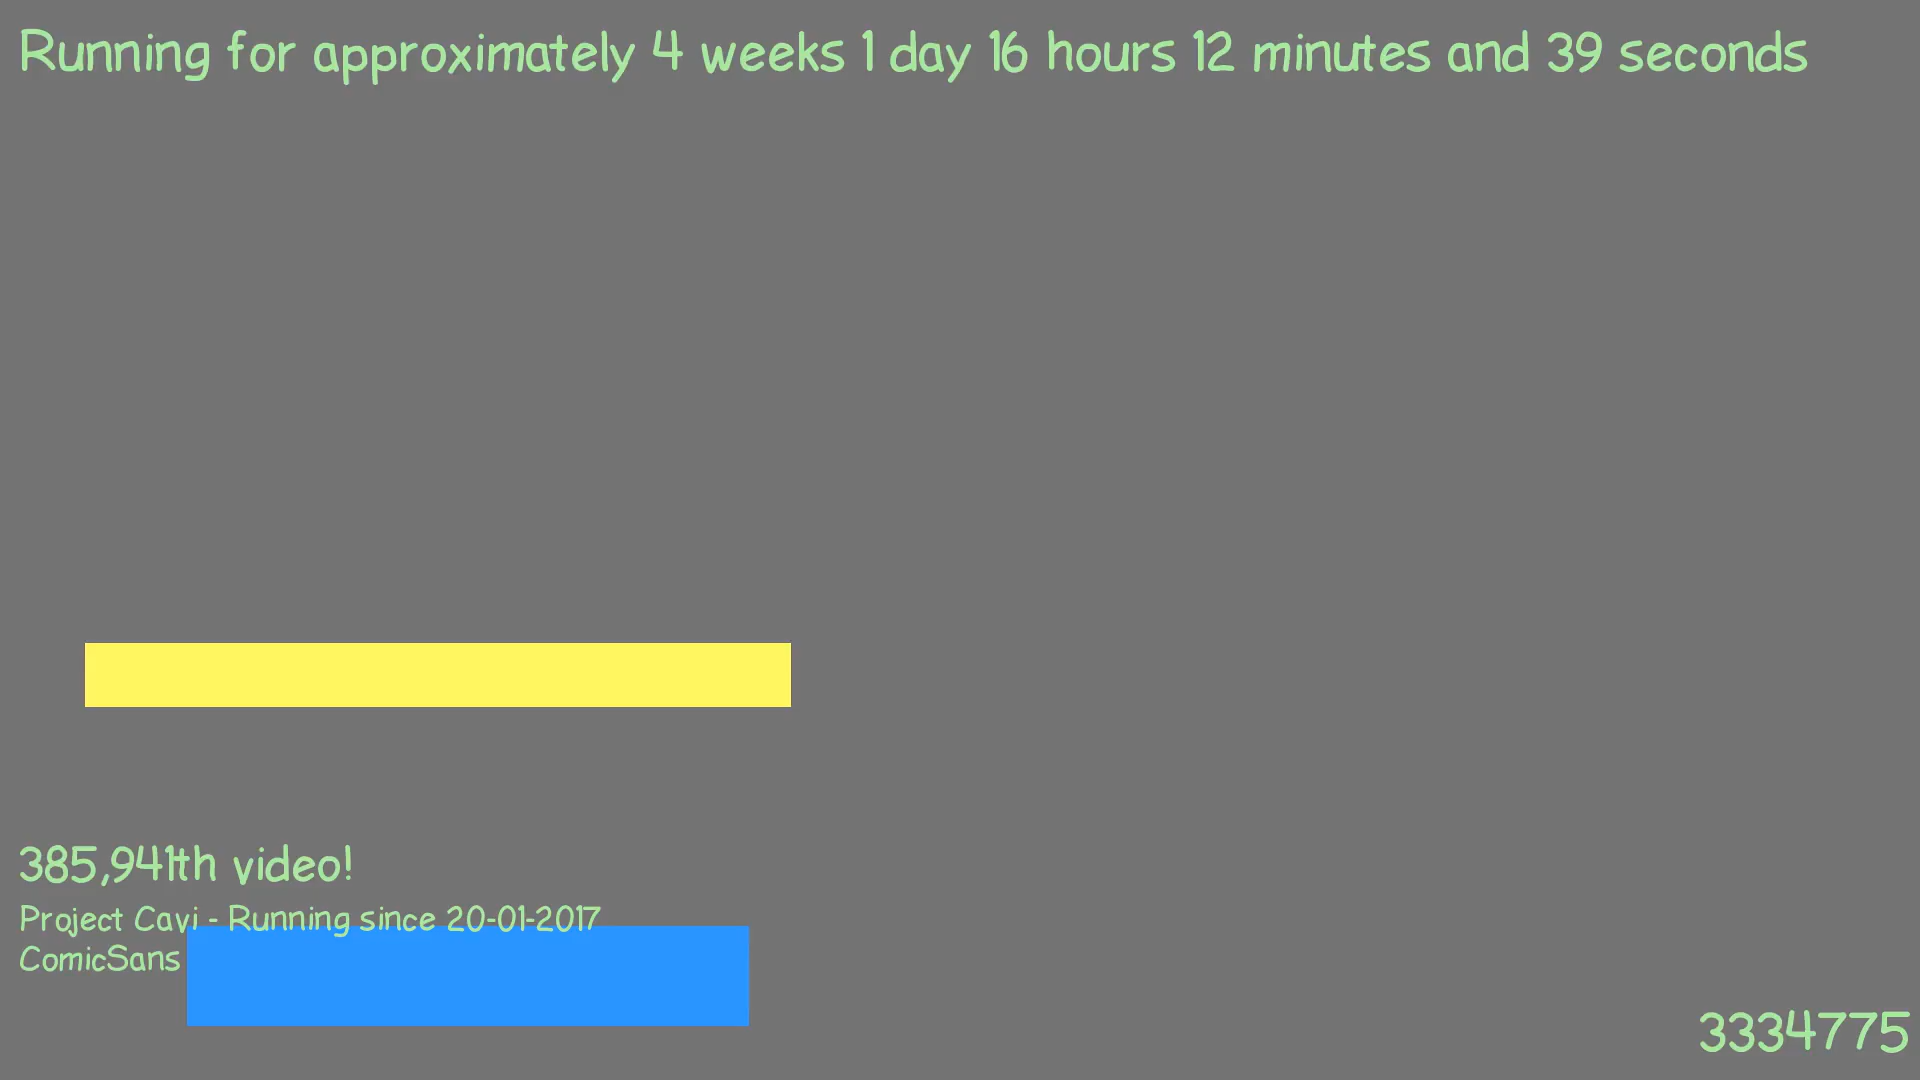 Running for approximately 4 weeks 1 day 16 hours 12 minutes and 39 seconds
385,941th video!
Project Cavi - Running since 20-01-2017
ComicSans
3334775